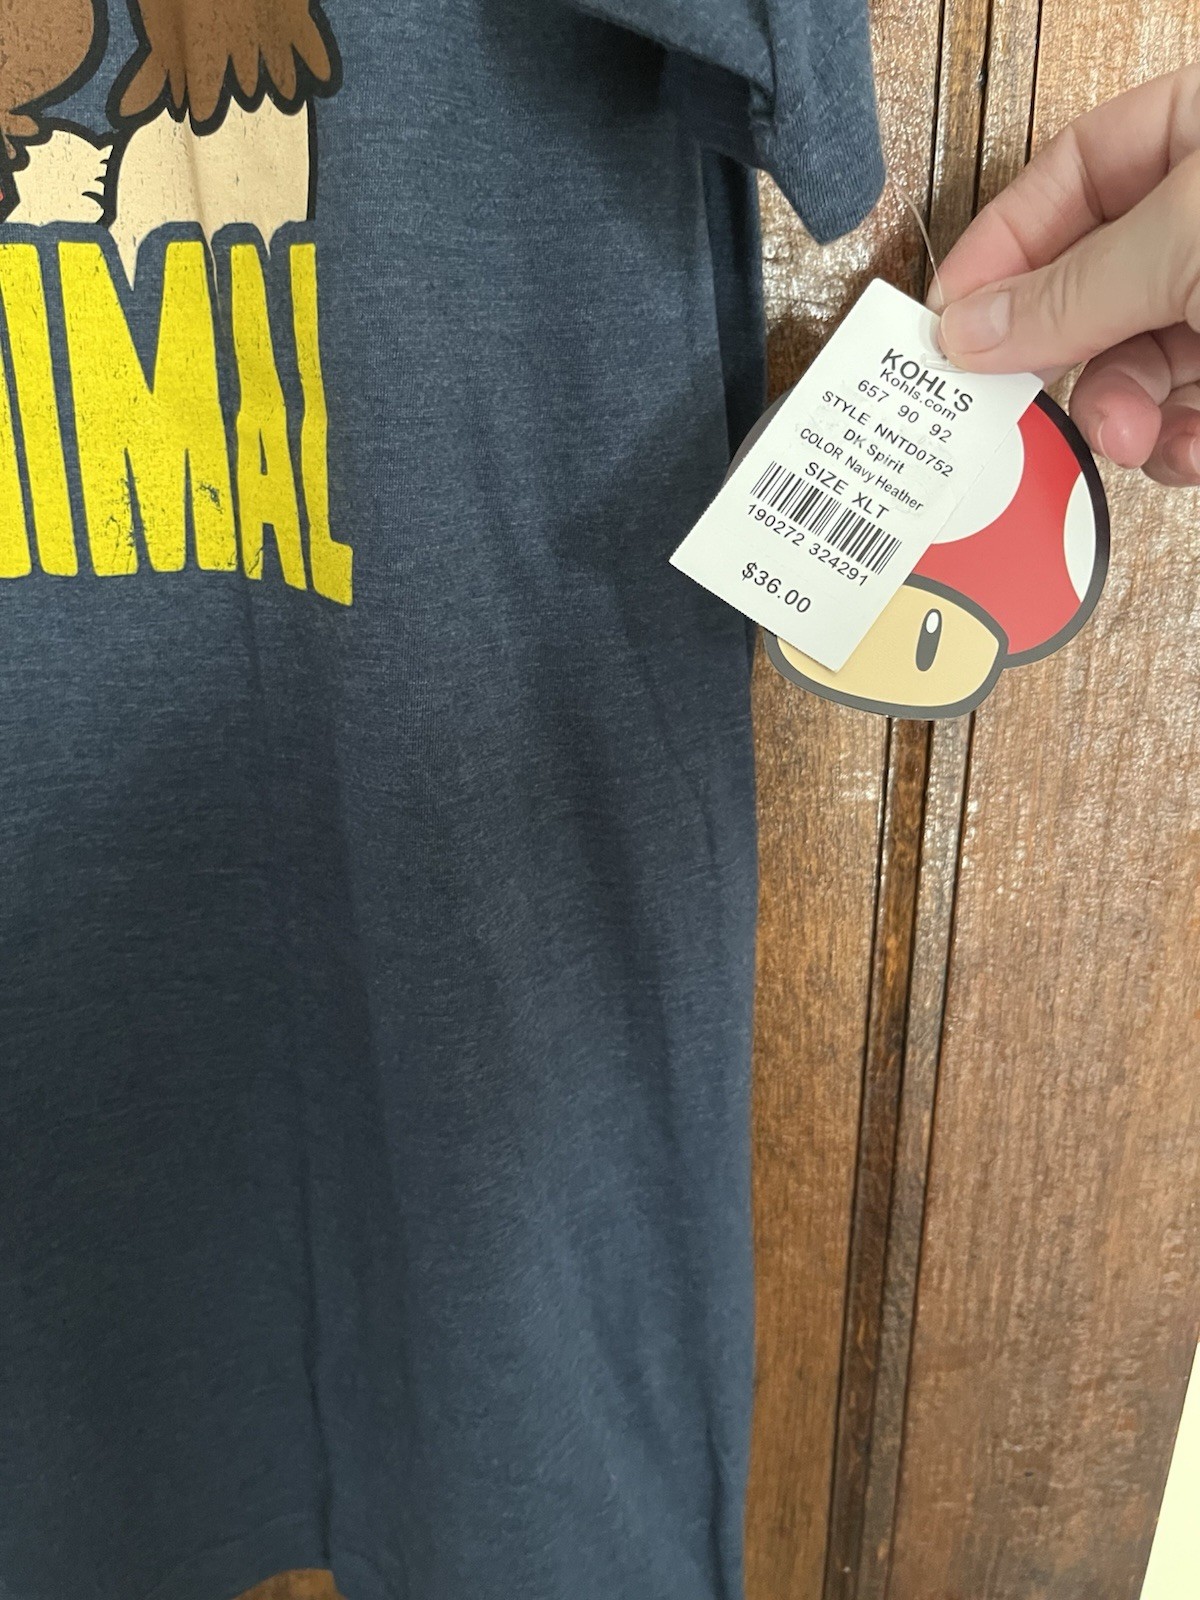 NIMAL
KOHL'S
Kohls.com
657 90 92
STYLE NNTD0752
DK Spirit
COLOR Navy Heather
SIZE XLT
190272 324291
$36.00